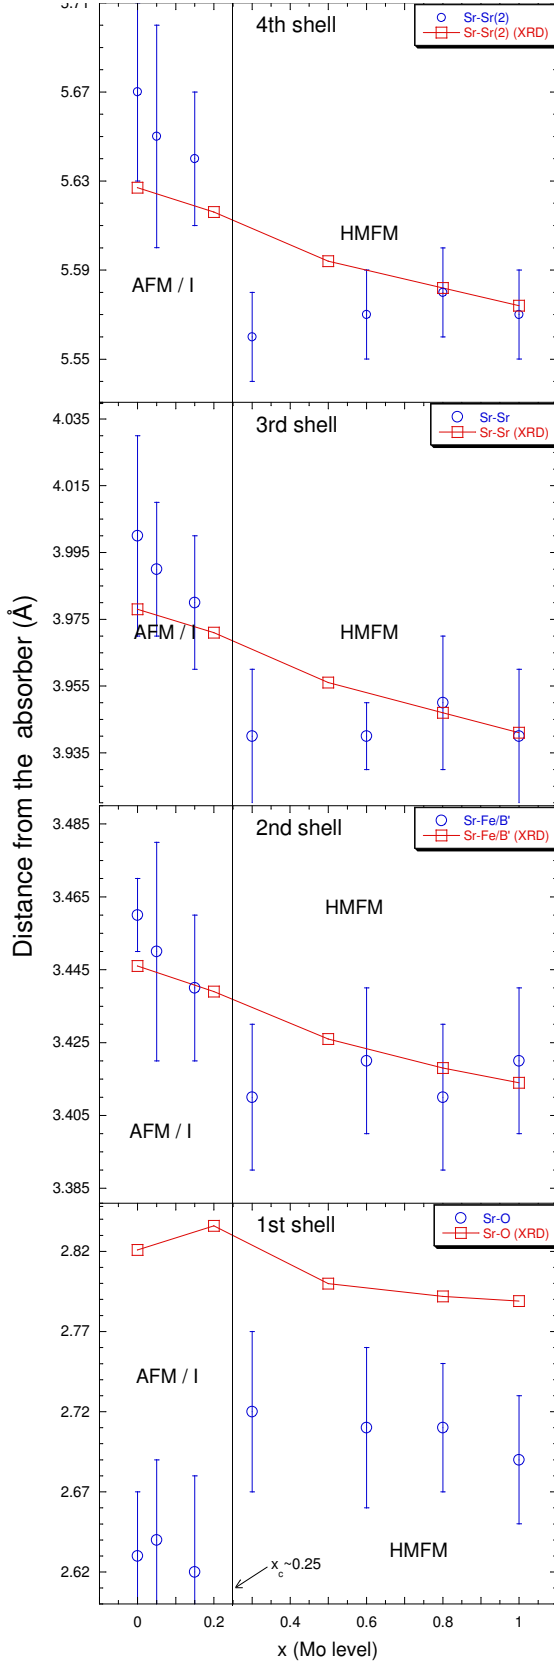 Distance from the absorber (Å)
5.71
4th shell
Sr-Sr(2)
Sr-Sr(2) (XRD)
5.67
5.63
HMFM
5.59
AFM / I
5.55
4.035
3rd shell
Sr-Sr
Sr-Sr (XRD)
4.015
3.995
3.975
AFM / I
HMFM
3.955
3.935
3.485
2nd shell
Sr-Fe/B'
Sr-Fe/B' (XRD)
3.465
HMFM
3.445
3.425
3.405
AFM / I
3.385
1st shell
Sr-O
Sr-O (XRD)
2.82
2.77
AFM / I
2.72
2.67
HMFM
x_c ~0.25
2.62
0 0.2 0.4 0.6 0.8 1
x (Mo level)